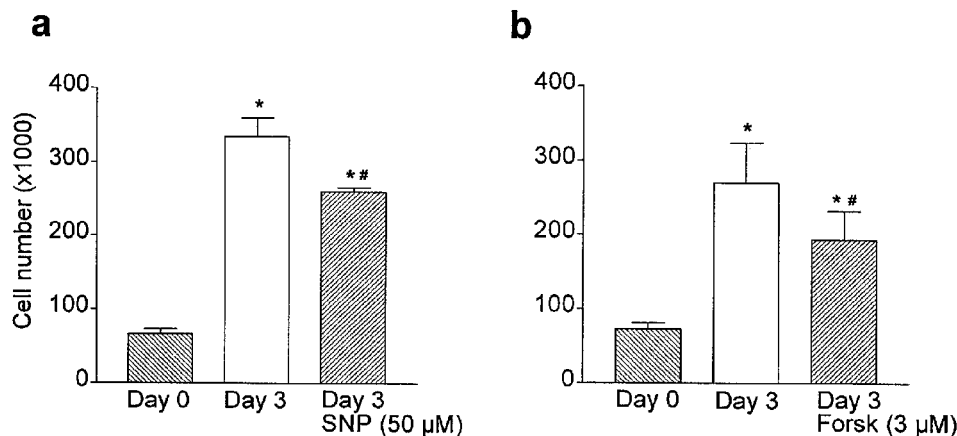 a
Cell number (x1000)
400
300
200
100
0
*
* #
Day 0 Day 3 Day 3
SNP (50 µM)
b
400
300
200
100
0
*
* #
Day 0 Day 3 Day 3
Forsk (3 µM)